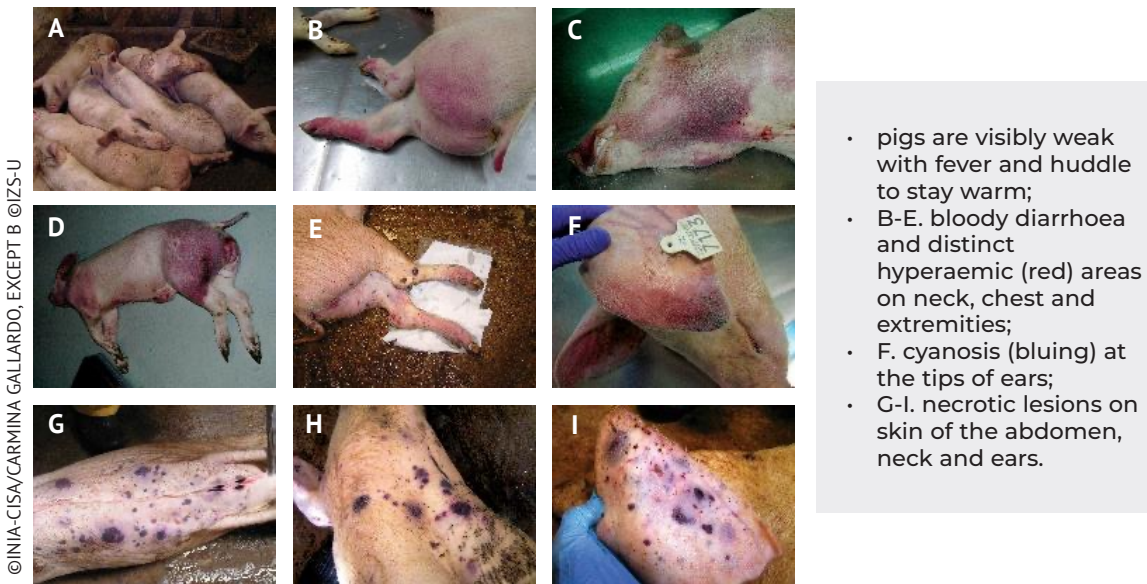 A
B
C
D
E
F
G
H
I
©INIA-CISA/CARMINA GALLARDO, EXCEPT B ©IZS-U
• pigs are visibly weak
with fever and huddle
to stay warm;
• B-E. bloody diarrhoea
and distinct
hyperaemic (red) areas
on neck, chest and
extremities;
• F. cyanosis (bluing) at
the tips of ears;
• G-I. necrotic lesions on
skin of the abdomen,
neck and ears.